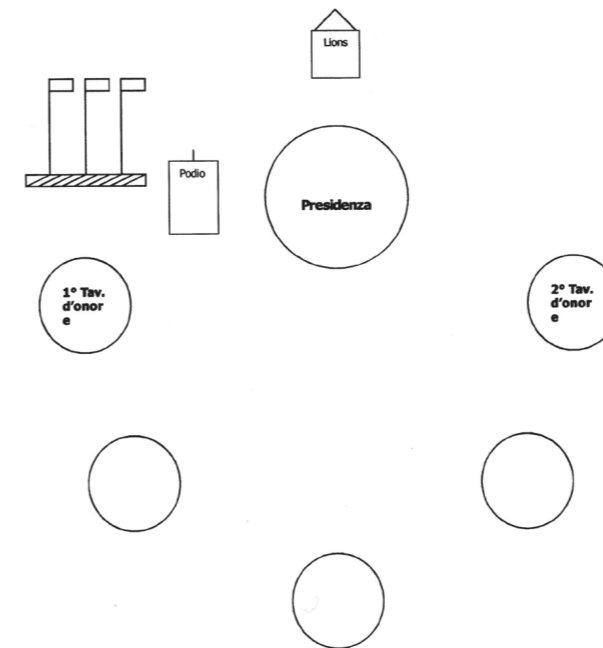 Lions
Podio
Presidenza
1° Tav.
d'onor
e
2° Tav.
d'onor
e